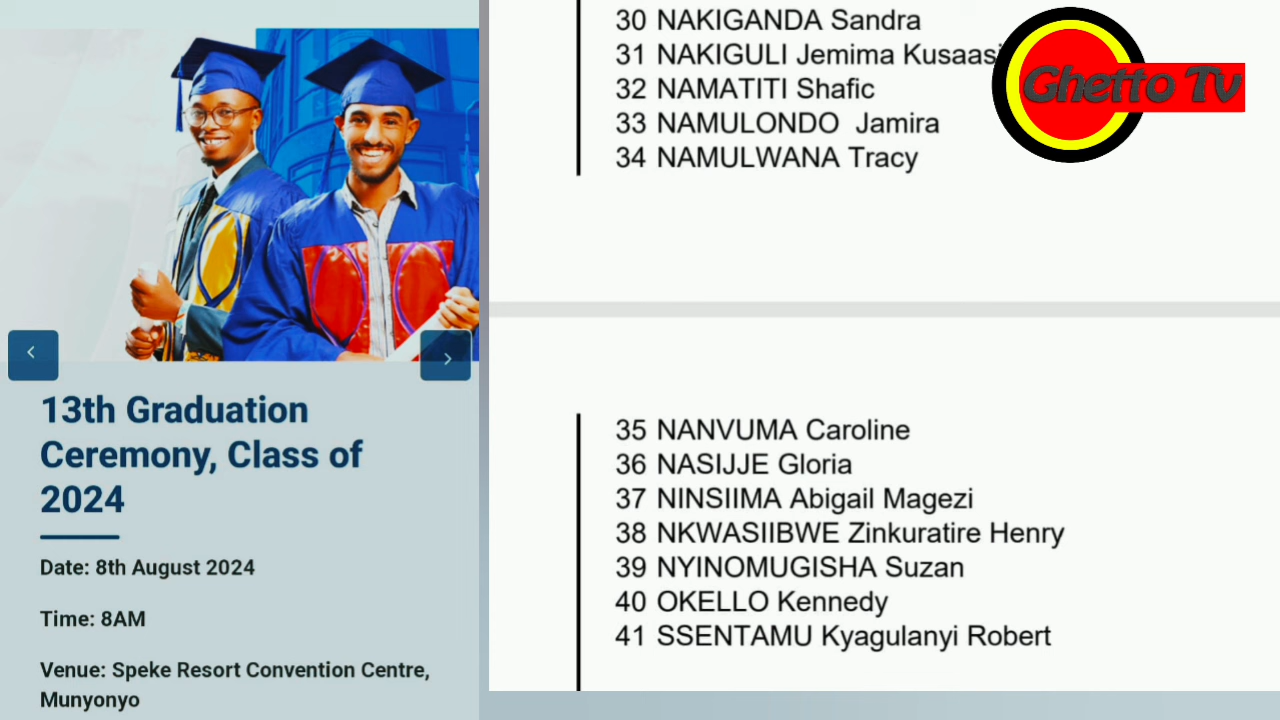 13th Graduation
Ceremony, Class of
2024
Date: 8th August 2024
Time: 8AM
Venue: Speke Resort Convention Centre,
Munyonyo
30 NAKIGANDA Sandra
31 NAKIGULI Jemima Kusaasi
32 NAMATITI Shafic
33 NAMULONDO Jamira
34 NAMULWANA Tracy
35 NANVUMA Caroline
36 NASIJJE Gloria
37 NINSIIMA Abigail Magezi
38 NKWASIIBWE Zinkuratire Henry
39 NYINOMUGISHA Suzan
40 OKELLO Kennedy
41 SSENTAMU Kyagulanyi Robert
Ghetto Tv